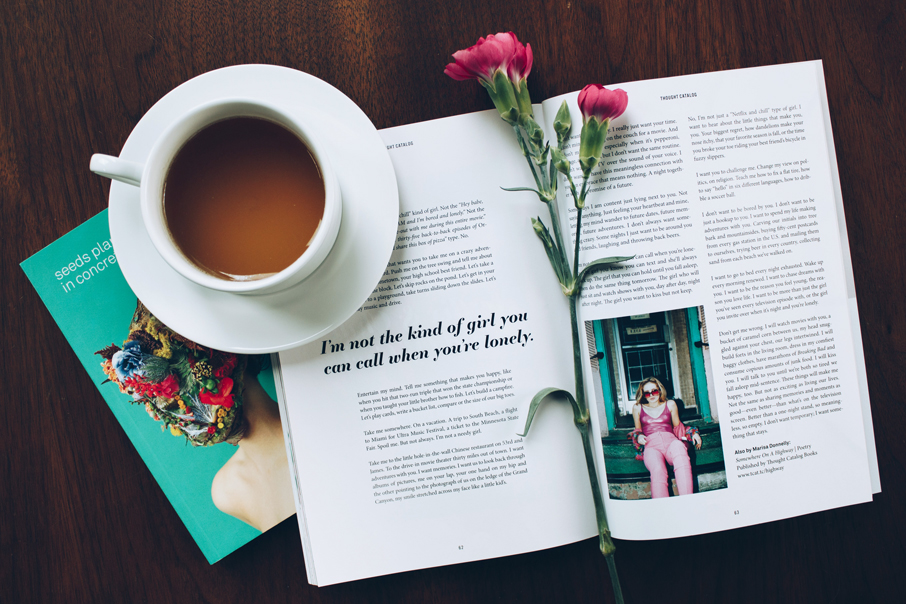 seeds pla
in concre
GHT CATALOG
chill" kind of girl. Not the "Hey babe,
AM and I'm bored and lonely." Not the
out with me during this entire movie,"
thirty-five back-to-back episodes of Or-
share this box of pizza" type. No.
wants you to take me on a crazy adven-
Push me on the tree swing and tell me about
hometown, your high school best friend. Let's take a
block. Let's skip rocks on the pond. Let's get in your
to a playground, take turns sliding down the slides. Let's
music and drive.
I'm not the kind of girl you
can call when you're lonely.
Entertain my mind. Tell me something that makes you happy, like
when you hit that two-run triple that won the state championship or
when you taught your little brother how to fish. Let's build a campfire.
Let's play cards, write a bucket list, compare the size of our big toes.
Take me somewhere. On a vacation. A trip to South Beach, a flight
to Miami for Ultra Music Festival, a ticket to the Minnesota State
Fair. Spoil me. But not always. I'm not a needy girl.
Take me to the little hole-in-the-wall Chinese restaurant on 53rd and
James. To the drive-in movie theater thirty miles out of town. I want
adventures with you. I want memories. I want us to look back through
albums of pictures, me on your lap, your one hand on my hip and
the other pointing to the photograph of us on the ledge of the Grand
Canyon, my smile stretched across my face like a little kid's.
62
THOUGHT CATALOG
I really just want your time.
on the couch for a movie. And
especially when it's pepperoni,
but I don't want the same routine.
TV over the sound of your voice. I
have this meaningless connection with
that means nothing. A night togeth-
promise of a future.
I am content just lying next to you. Not
anything. Just feeling your heartbeat and mine,
my mind wander to future dates, future mem-
future adventures. I don't always want some-
crazy. Some nights I just want to be around you
friends, laughing and throwing back beers.
I can call when you're lone-
you know you can text and she'll always
up. The girl that you can hold until you fall asleep,
do the same thing tomorrow. The girl who will
sit and watch shows with you, day after day, night
after night. The girl you want to kiss but not keep.
No, I'm not just a "Netflix and chill" type of girl. I
want to hear about the little things that make you,
you. Your biggest regret, how dandelions make your
nose itchy, that your favorite season is fall, or the time
you broke your toe riding your best friend's bicycle in
fuzzy slippers.
I want you to challenge me. Change my view on pol-
itics, on religion. Teach me how to fix a flat tire, how
to say "hello" in six different languages, how to drib-
ble a soccer ball.
I don't want to be bored by you. I don't want to be
just a hookup to you. I want to spend my life making
adventures with you. Carving our initials into tree
bark and mountainsides, buying fifty-cent postcards
from every gas station in the U.S. and mailing them
to ourselves, trying beer in every country, collecting
sand from each beach we've walked on.
I want to go to bed every night exhausted. Wake up
every morning renewed. I want to chase dreams with
you. I want to be the reason you feel young, the rea-
son you love life. I want to be more than just the girl
you've seen every television episode with, or the girl
you invite over when it's night and you're lonely.
Don't get me wrong. I will watch movies with you, a
bucket of caramel corn between us, my head snug-
gled against your chest, our legs intertwined. I will
build forts in the living room, dress in my comfiest
baggy clothes, have marathons of Breaking Bad and
consume copious amounts of junk food. I will kiss
you. I will talk to you until we're both so tired we
fall asleep mid-sentence. These things will make me
happy, too. But not as exciting as living our lives.
Not the same as sharing memories and moments as
good—even better—than what's on the television
screen. Better than a one-night stand, so meaning-
less, so empty. I don't want temporary. I want some-
thing that stays.
Also by Marisa Donnelly:
Somewhere On A Highway | Poetry
Published by Thought Catalog Books
www.tcat.tc/highway
63